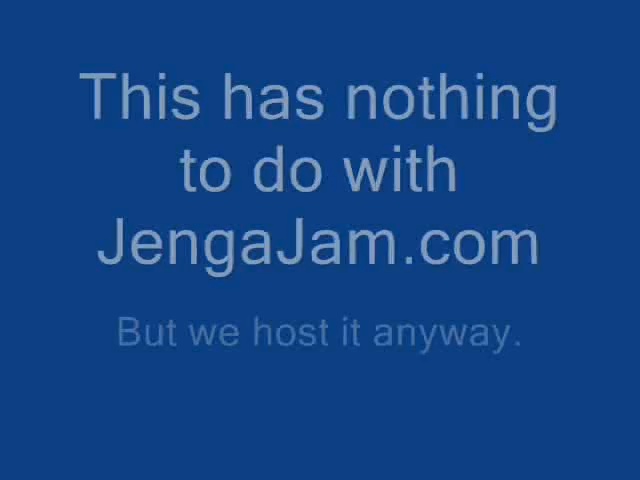 This has nothing
to do with
JengaJam.com
But we host it anyway.